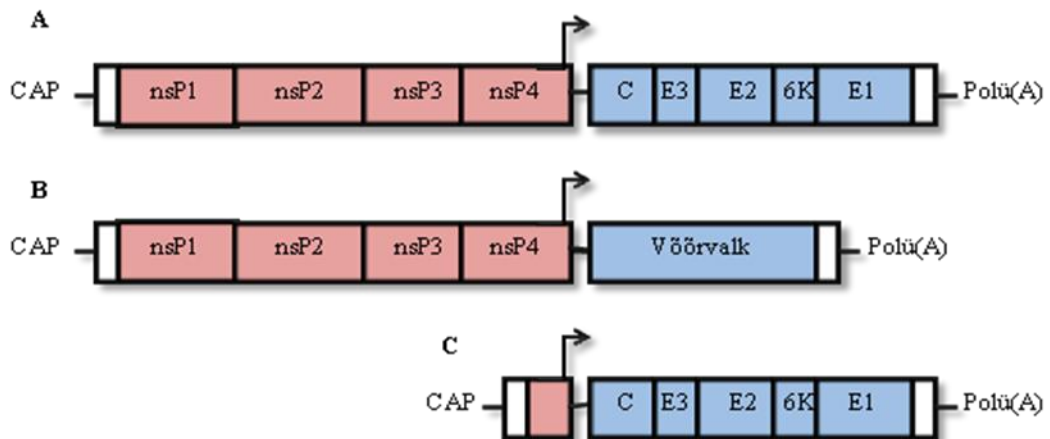 A
CAP nsP1 nsP2 nsP3 nsP4 C E3 E2 6K E1 Polü(A)
B
CAP nsP1 nsP2 nsP3 nsP4 Võõrvalk Polü(A)
C
CAP C E3 E2 6K E1 Polü(A)